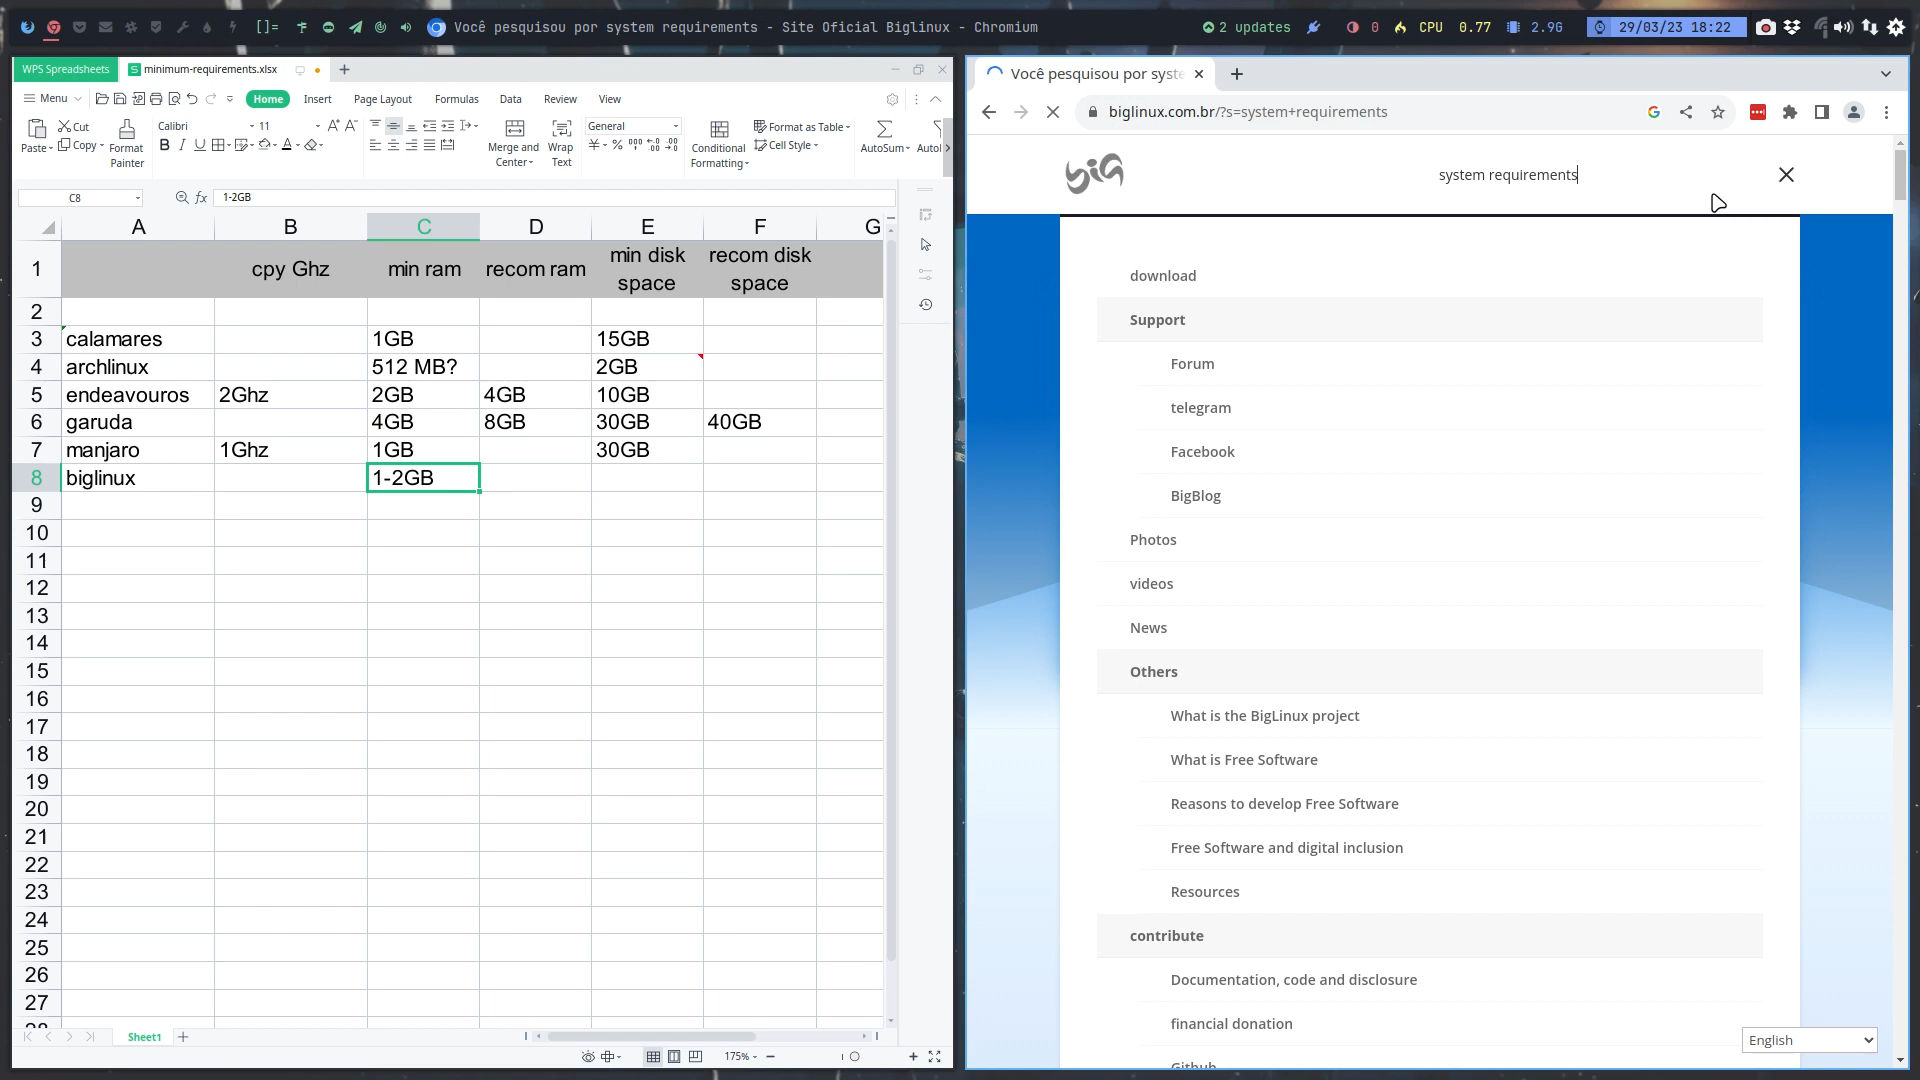 []=
Você pesquisou por system requirements - Site Oficial Biglinux - Chromium
2 updates
0
CPU 0.77
2.9G
29/03/23 18:22
WPS Spreadsheets
minimum-requirements.xlsx
Menu
Home
Insert
Page Layout
Formulas
Data
Review
View
Paste
Cut
Copy
Format Painter
Calibri
11
Merge and Center
Wrap Text
General
Conditional Formatting
Format as Table
Cell Style
AutoSum
C8
fx
1-2GB
A B C D E F G
1 cpy Ghz min ram recom ram min disk space recom disk space
2
3 calamares 1GB 15GB
4 archlinux 512 MB? 2GB
5 endeavouros 2Ghz 2GB 4GB 10GB
6 garuda 4GB 8GB 30GB 40GB
7 manjaro 1Ghz 1GB 30GB
8 biglinux 1-2GB
9
10
11
12
13
14
15
16
17
18
19
20
21
22
23
24
25
26
27
28
Sheet1
175%
Você pesquisou por syste
biglinux.com.br/?s=system+requirements
big
system requirements
download
Support
Forum
telegram
Facebook
BigBlog
Photos
videos
News
Others
What is the BigLinux project
What is Free Software
Reasons to develop Free Software
Free Software and digital inclusion
Resources
contribute
Documentation, code and disclosure
financial donation
Github
English